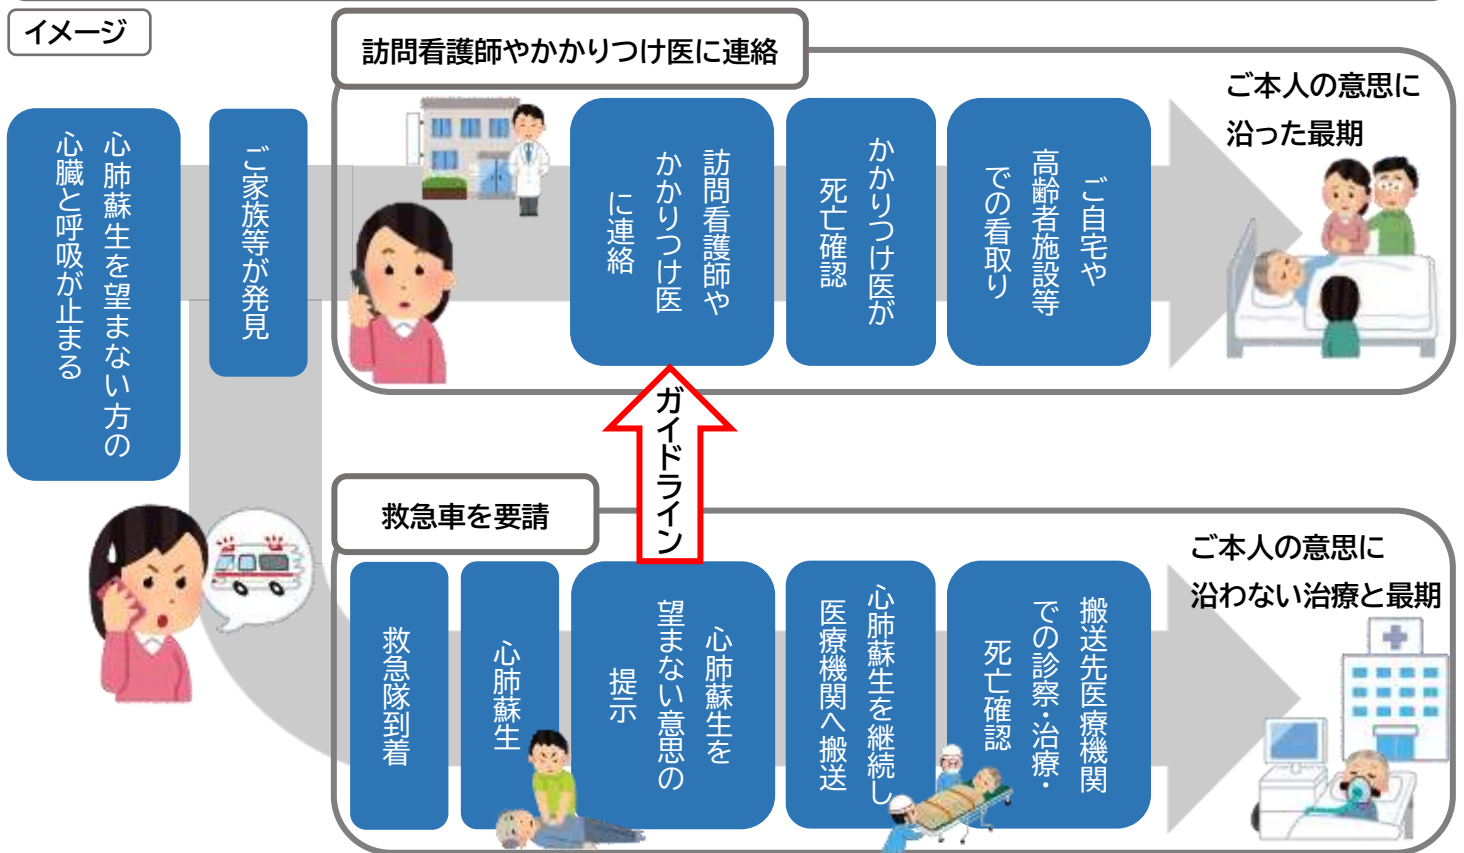 イメージ
訪問看護師やかかりつけ医に連絡
心肺蘇生を望まない方の
心臓と呼吸が止まる
ご家族等が発見
訪問看護師や
かかりつけ医
に連絡
かかりつけ医が
死亡確認
ご自宅や
高齢者施設等
での看取り
ご本人の意思に
沿った最期
ガイドライン
救急車を要請
救急隊到着
心肺蘇生
心肺蘇生を
望まない意思の
提示
心肺蘇生を継続し
医療機関へ搬送
搬送先医療機関
での診察・治療・
死亡確認
ご本人の意思に
沿わない治療と最期